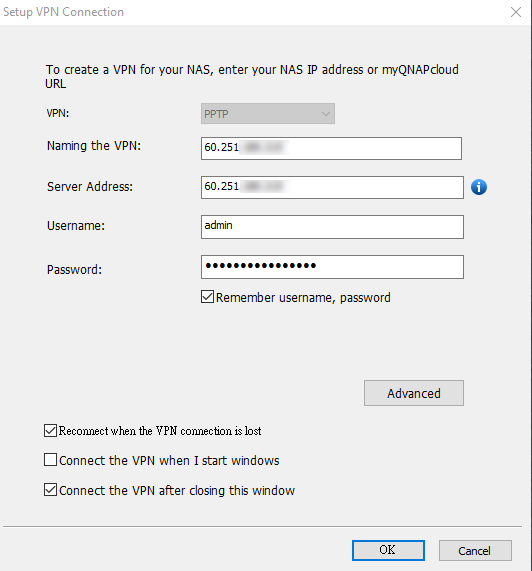 Setup VPN Connection
To create a VPN for your NAS, enter your NAS IP address or myQNAPcloud
URL
VPN: PPTP
Naming the VPN: 60.251
Server Address: 60.251
Username: admin
Password: ●●●●●●●●●●●●●●●●
Remember username, password
Advanced
Reconnect when the VPN connection is lost
Connect the VPN when I start windows
Connect the VPN after closing this window
OK Cancel